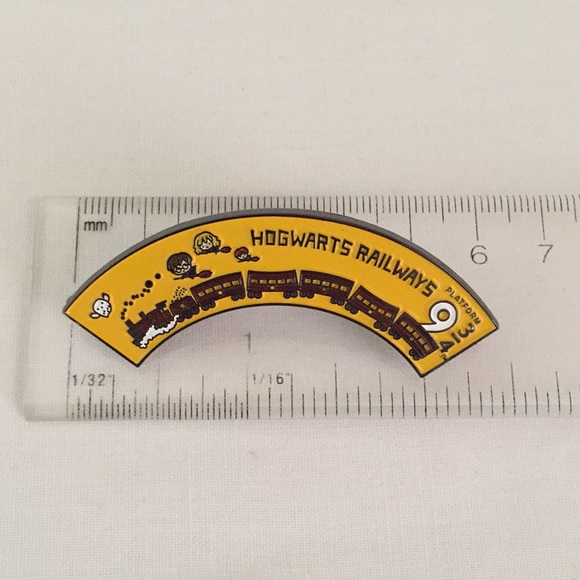 mm
HOGWARTS RAILWAYS
6 7
PLATFORM
9 3/4
1
1/32"
1/16"